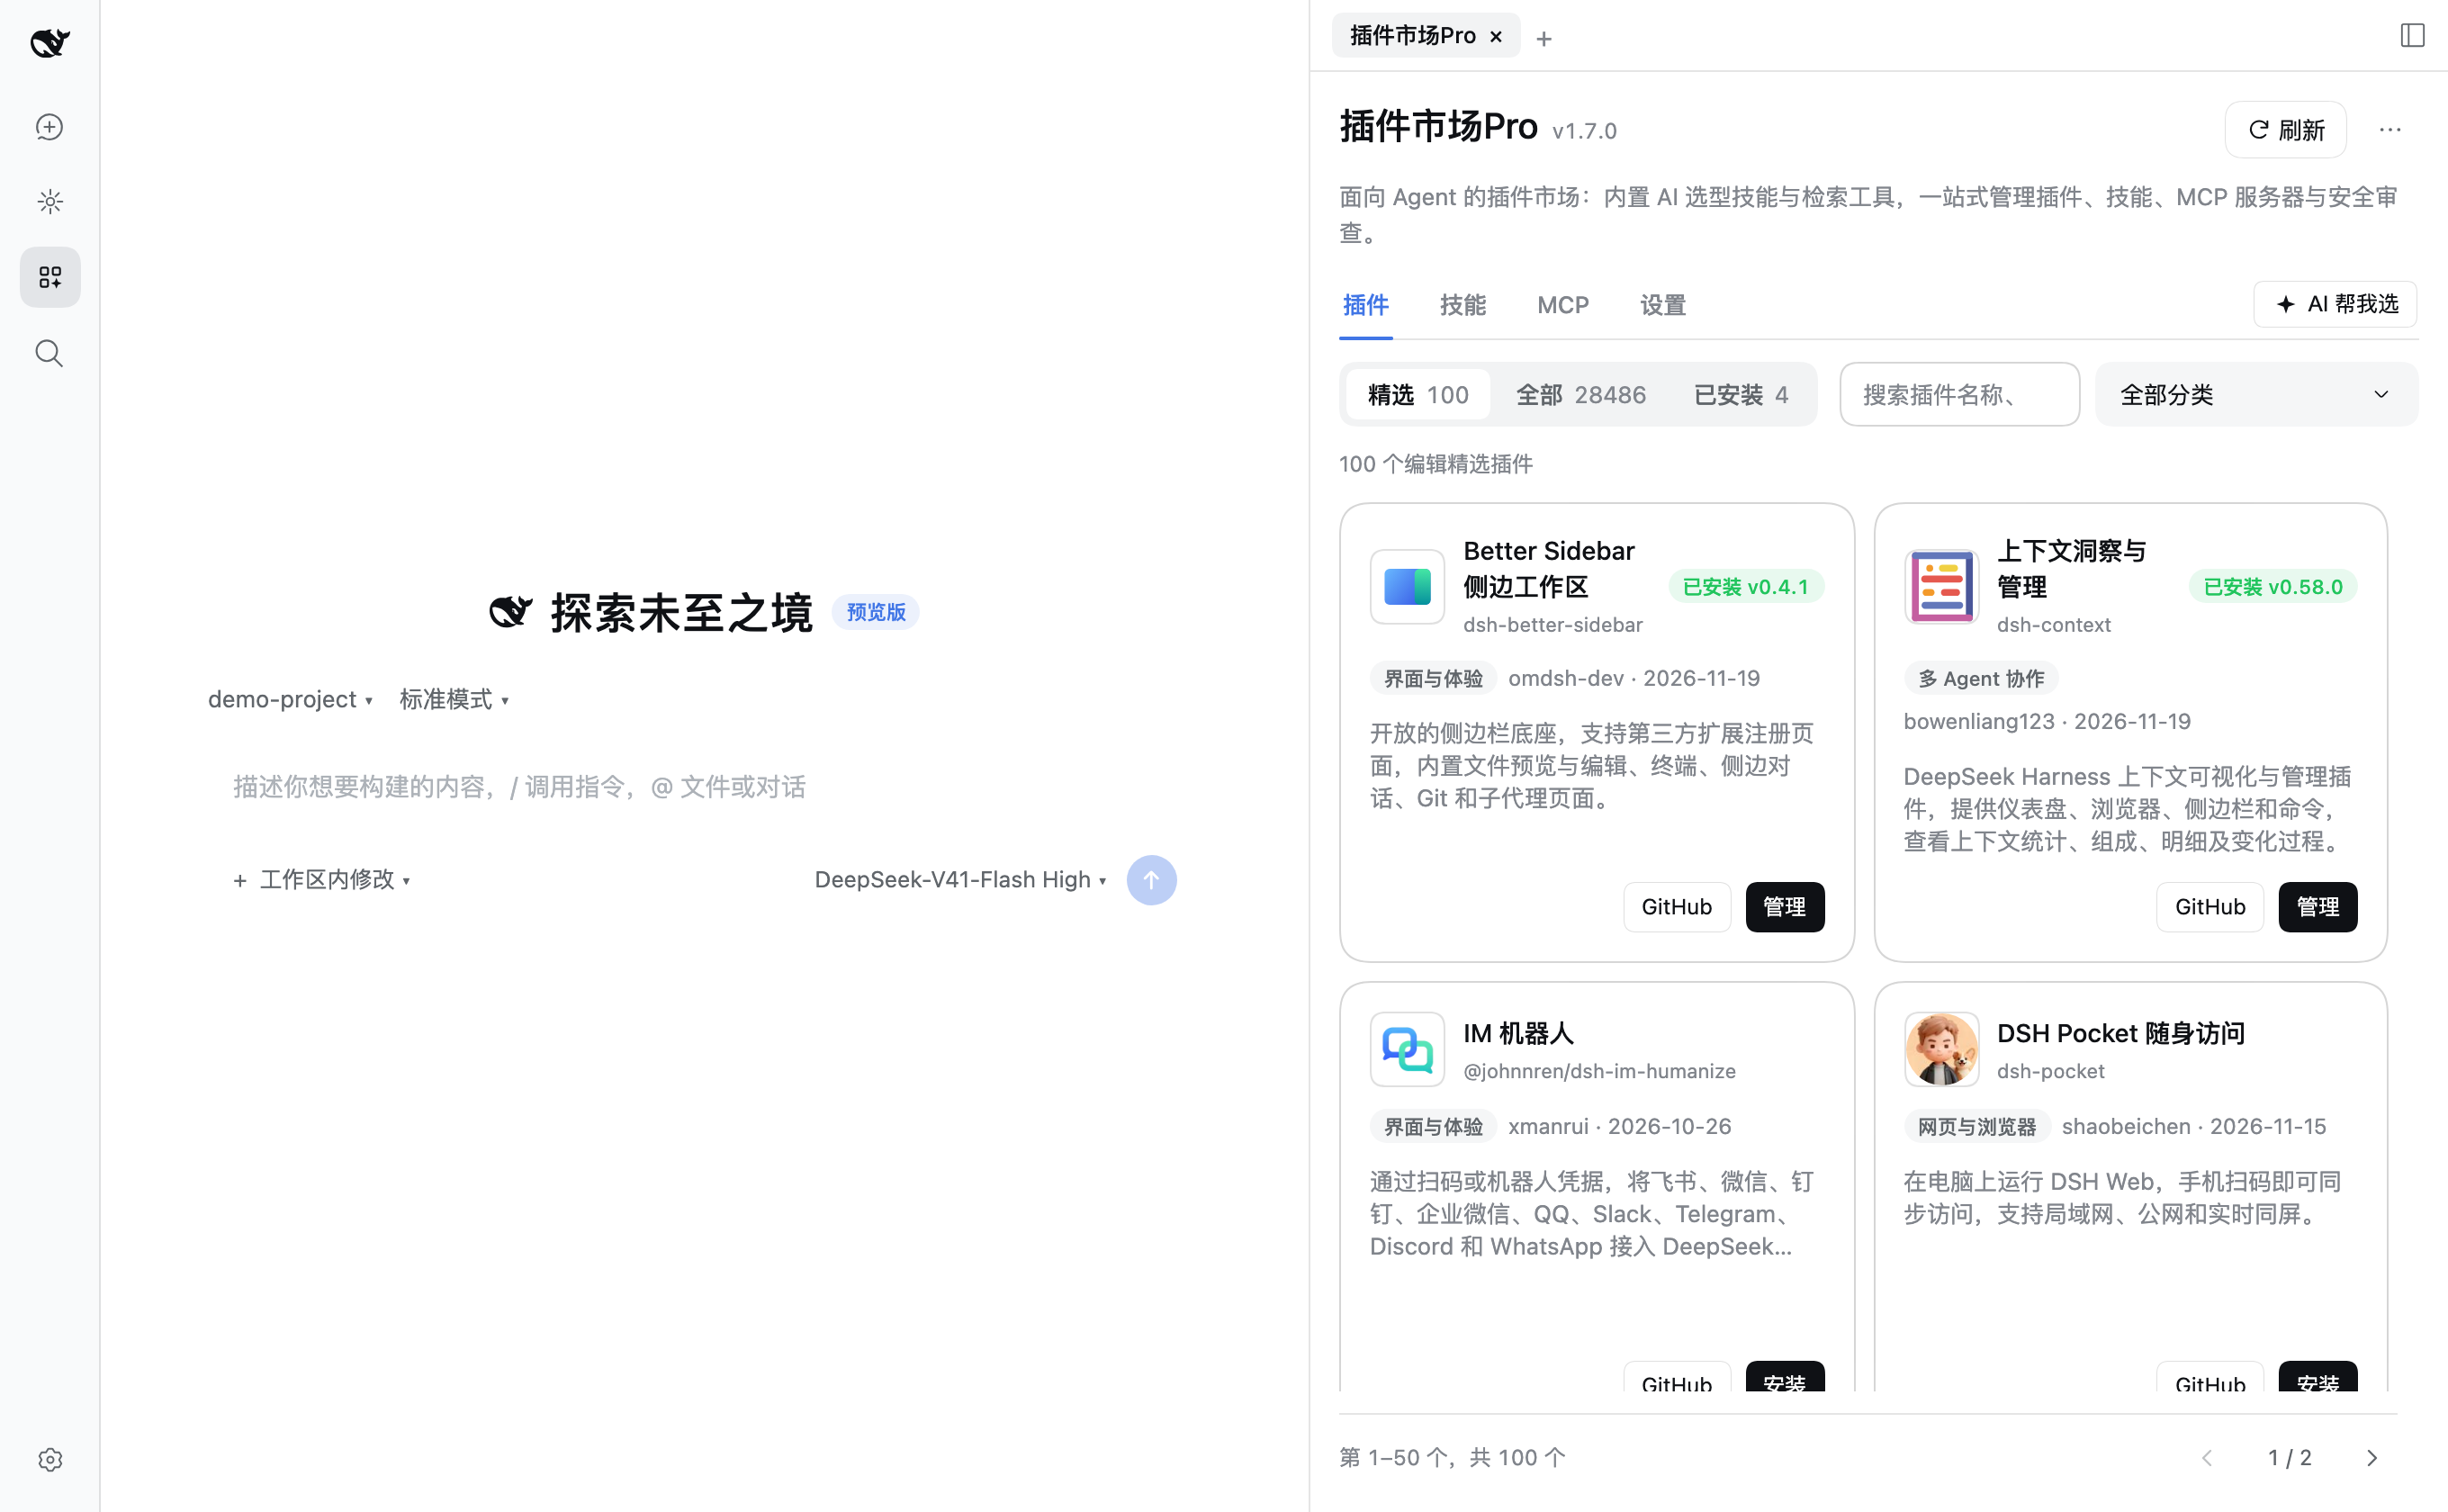 探索未至之境 预览版
demo-project 标准模式
描述你想要构建的内容，/ 调用指令，@ 文件或对话
+ 工作区内修改 DeepSeek-V41-Flash High
插件市场Pro × +
插件市场Pro v1.7.0 刷新 ···
面向 Agent 的插件市场：内置 AI 选型技能与检索工具，一站式管理插件、技能、MCP 服务器与安全审
查。
插件 技能 MCP 设置 AI 帮我选
精选 100 全部 28486 已安装 4 搜索插件名称、 全部分类
100 个编辑精选插件
Better Sidebar
侧边工作区
已安装 v0.4.1
dsh-better-sidebar
界面与体验 omdsh-dev · 2026-11-19
开放的侧边栏底座，支持第三方扩展注册页
面，内置文件预览与编辑、终端、侧边对
话、Git 和子代理页面。
GitHub 管理
上下文洞察与
管理
已安装 v0.58.0
dsh-context
多 Agent 协作
bowenliang123 · 2026-11-19
DeepSeek Harness 上下文可视化与管理插
件，提供仪表盘、浏览器、侧边栏和命令，
查看上下文统计、组成、明细及变化过程。
GitHub 管理
IM 机器人
@johnnren/dsh-im-humanize
界面与体验 xmanrui · 2026-10-26
通过扫码或机器人凭据，将飞书、微信、钉
钉、企业微信、QQ、Slack、Telegram、
Discord 和 WhatsApp 接入 DeepSeek...
GitHub 安装
DSH Pocket 随身访问
dsh-pocket
网页与浏览器 shaobeichen · 2026-11-15
在电脑上运行 DSH Web，手机扫码即可同
步访问，支持局域网、公网和实时同屏。
GitHub 安装
第 1–50 个，共 100 个 1 / 2